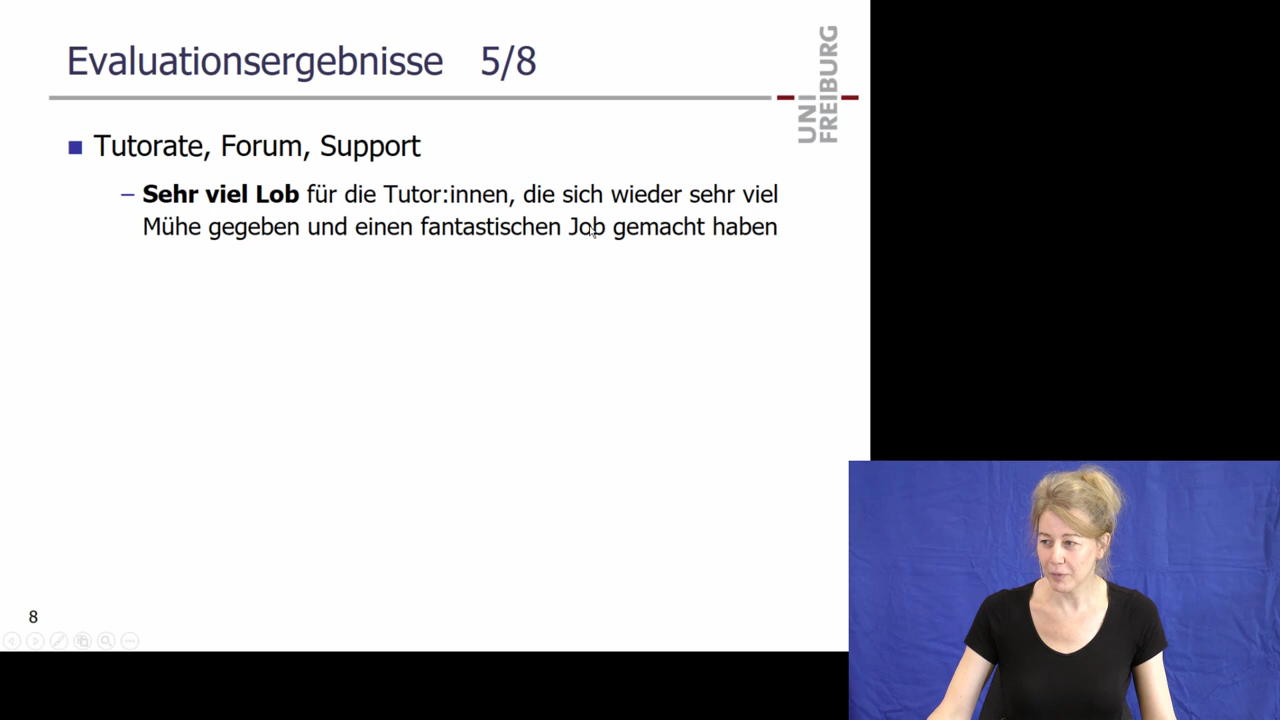 Evaluationsergebnisse 5/8
UNI
FREIBURG
Tutorate, Forum, Support
– Sehr viel Lob für die Tutor:innen, die sich wieder sehr viel
Mühe gegeben und einen fantastischen Job gemacht haben
8